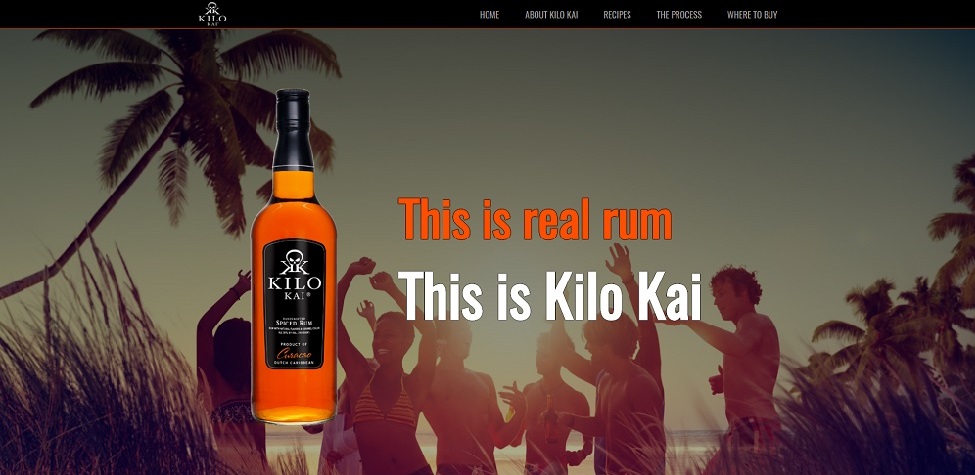 KILO
KAI
HOME
ABOUT KILO KAI
RECIPES
THE PROCESS
WHERE TO BUY
This is real rum
This is Kilo Kai
KILO
KAI®
SPICED RUM
PRODUCT OF
Curacao
DUTCH CARIBBEAN